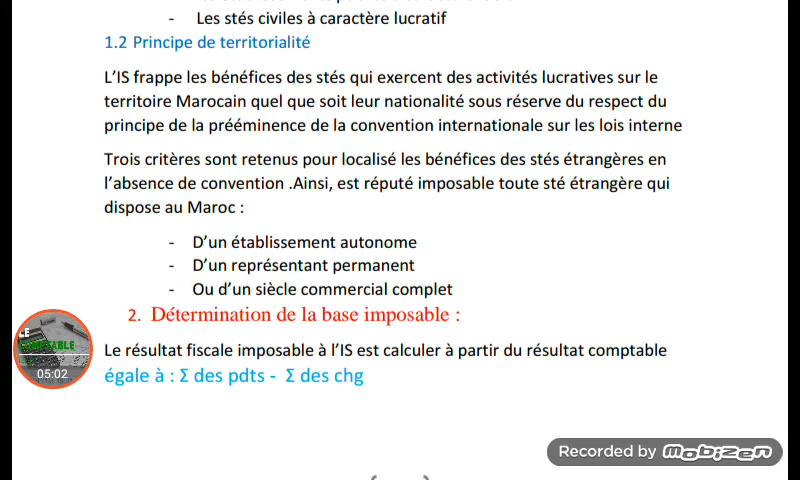 - Les stés civiles à caractère lucratif
1.2 Principe de territorialité
L’IS frappe les bénéfices des stés qui exercent des activités lucratives sur le
territoire Marocain quel que soit leur nationalité sous réserve du respect du
principe de la prééminence de la convention internationale sur les lois interne
Trois critères sont retenus pour localisé les bénéfices des stés étrangères en
l’absence de convention .Ainsi, est réputé imposable toute sté étrangère qui
dispose au Maroc :
- D’un établissement autonome
- D’un représentant permanent
- Ou d’un siècle commercial complet
2. Détermination de la base imposable :
Le résultat fiscale imposable à l’IS est calculer à partir du résultat comptable
égale à : Σ des pdts - Σ des chg
LE
COMPTABLE
05:02
Recorded by Mobizen